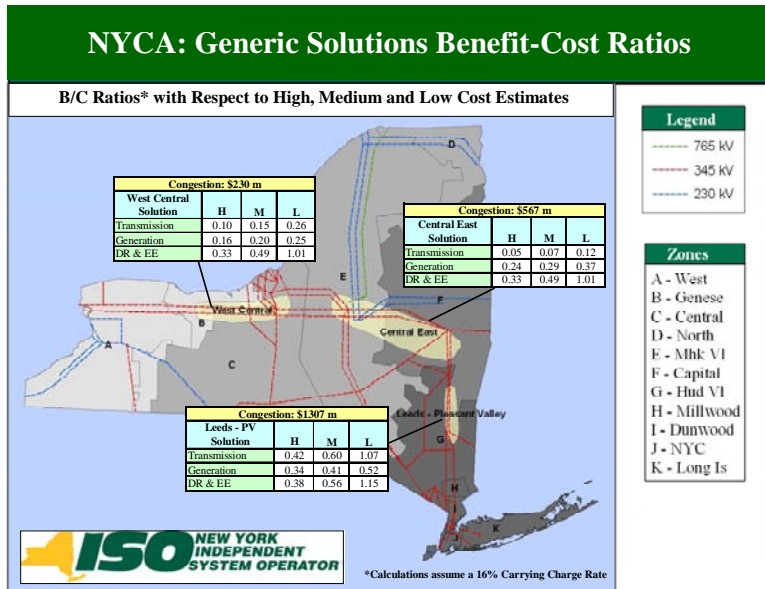 NYCA: Generic Solutions Benefit-Cost Ratios
B/C Ratios* with Respect to High, Medium and Low Cost Estimates
Congestion: $230 m
West Central Solution H M L
Transmission 0.10 0.15 0.26
Generation 0.16 0.20 0.25
DR & EE 0.33 0.49 1.01
Congestion: $567 m
Central East Solution H M L
Transmission 0.05 0.07 0.12
Generation 0.24 0.29 0.37
DR & EE 0.33 0.49 1.01
Congestion: $1307 m
Leeds - PV Solution H M L
Transmission 0.42 0.60 1.07
Generation 0.34 0.41 0.52
DR & EE 0.38 0.56 1.15
D
E
F
West Central
B
Central East
A
C
Leeds - Pleasant Valley
G
H
I
K
J
ISO NEW YORK
INDEPENDENT
SYSTEM OPERATOR
*Calculations assume a 16% Carrying Charge Rate
Legend
765 kV
345 kV
230 kV
Zones
A - West
B - Genese
C - Central
D - North
E - Mhk Vl
F - Capital
G - Hud Vl
H - Millwood
I - Dunwood
J - NYC
K - Long Is